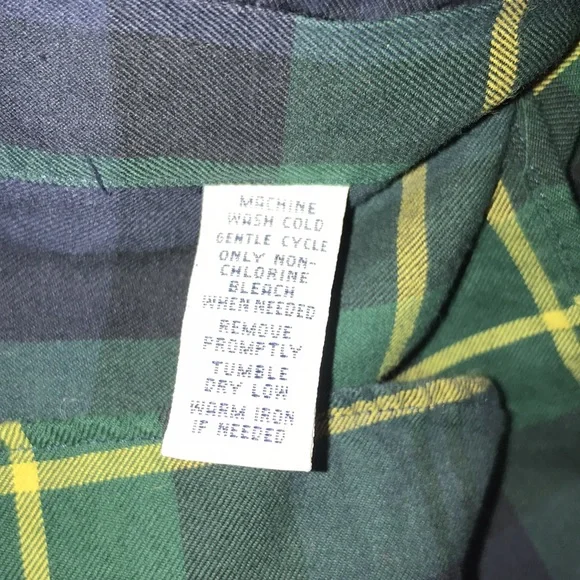 MACHINE
WASH COLD
GENTLE CYCLE
ONLY NON-
CHLORINE
BLEACH
WHEN NEEDED
REMOVE
PROMPTLY
TUMBLE
DRY LOW
WARM IRON
IF NEEDED